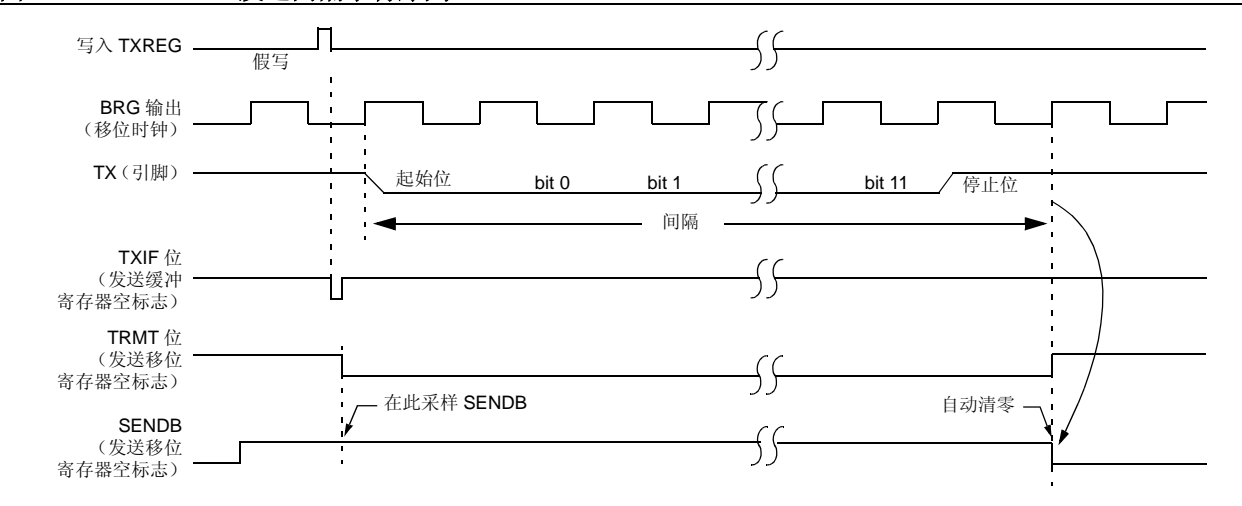 写入 TXREG
假写
BRG 输出
（移位时钟）
TX（引脚）
起始位
bit 0
bit 1
bit 11
停止位
间隔
TXIF 位
（发送缓冲
寄存器空标志）
TRMT 位
（发送移位
寄存器空标志）
在此采样 SENDB
自动清零
SENDB
（发送移位
寄存器空标志）